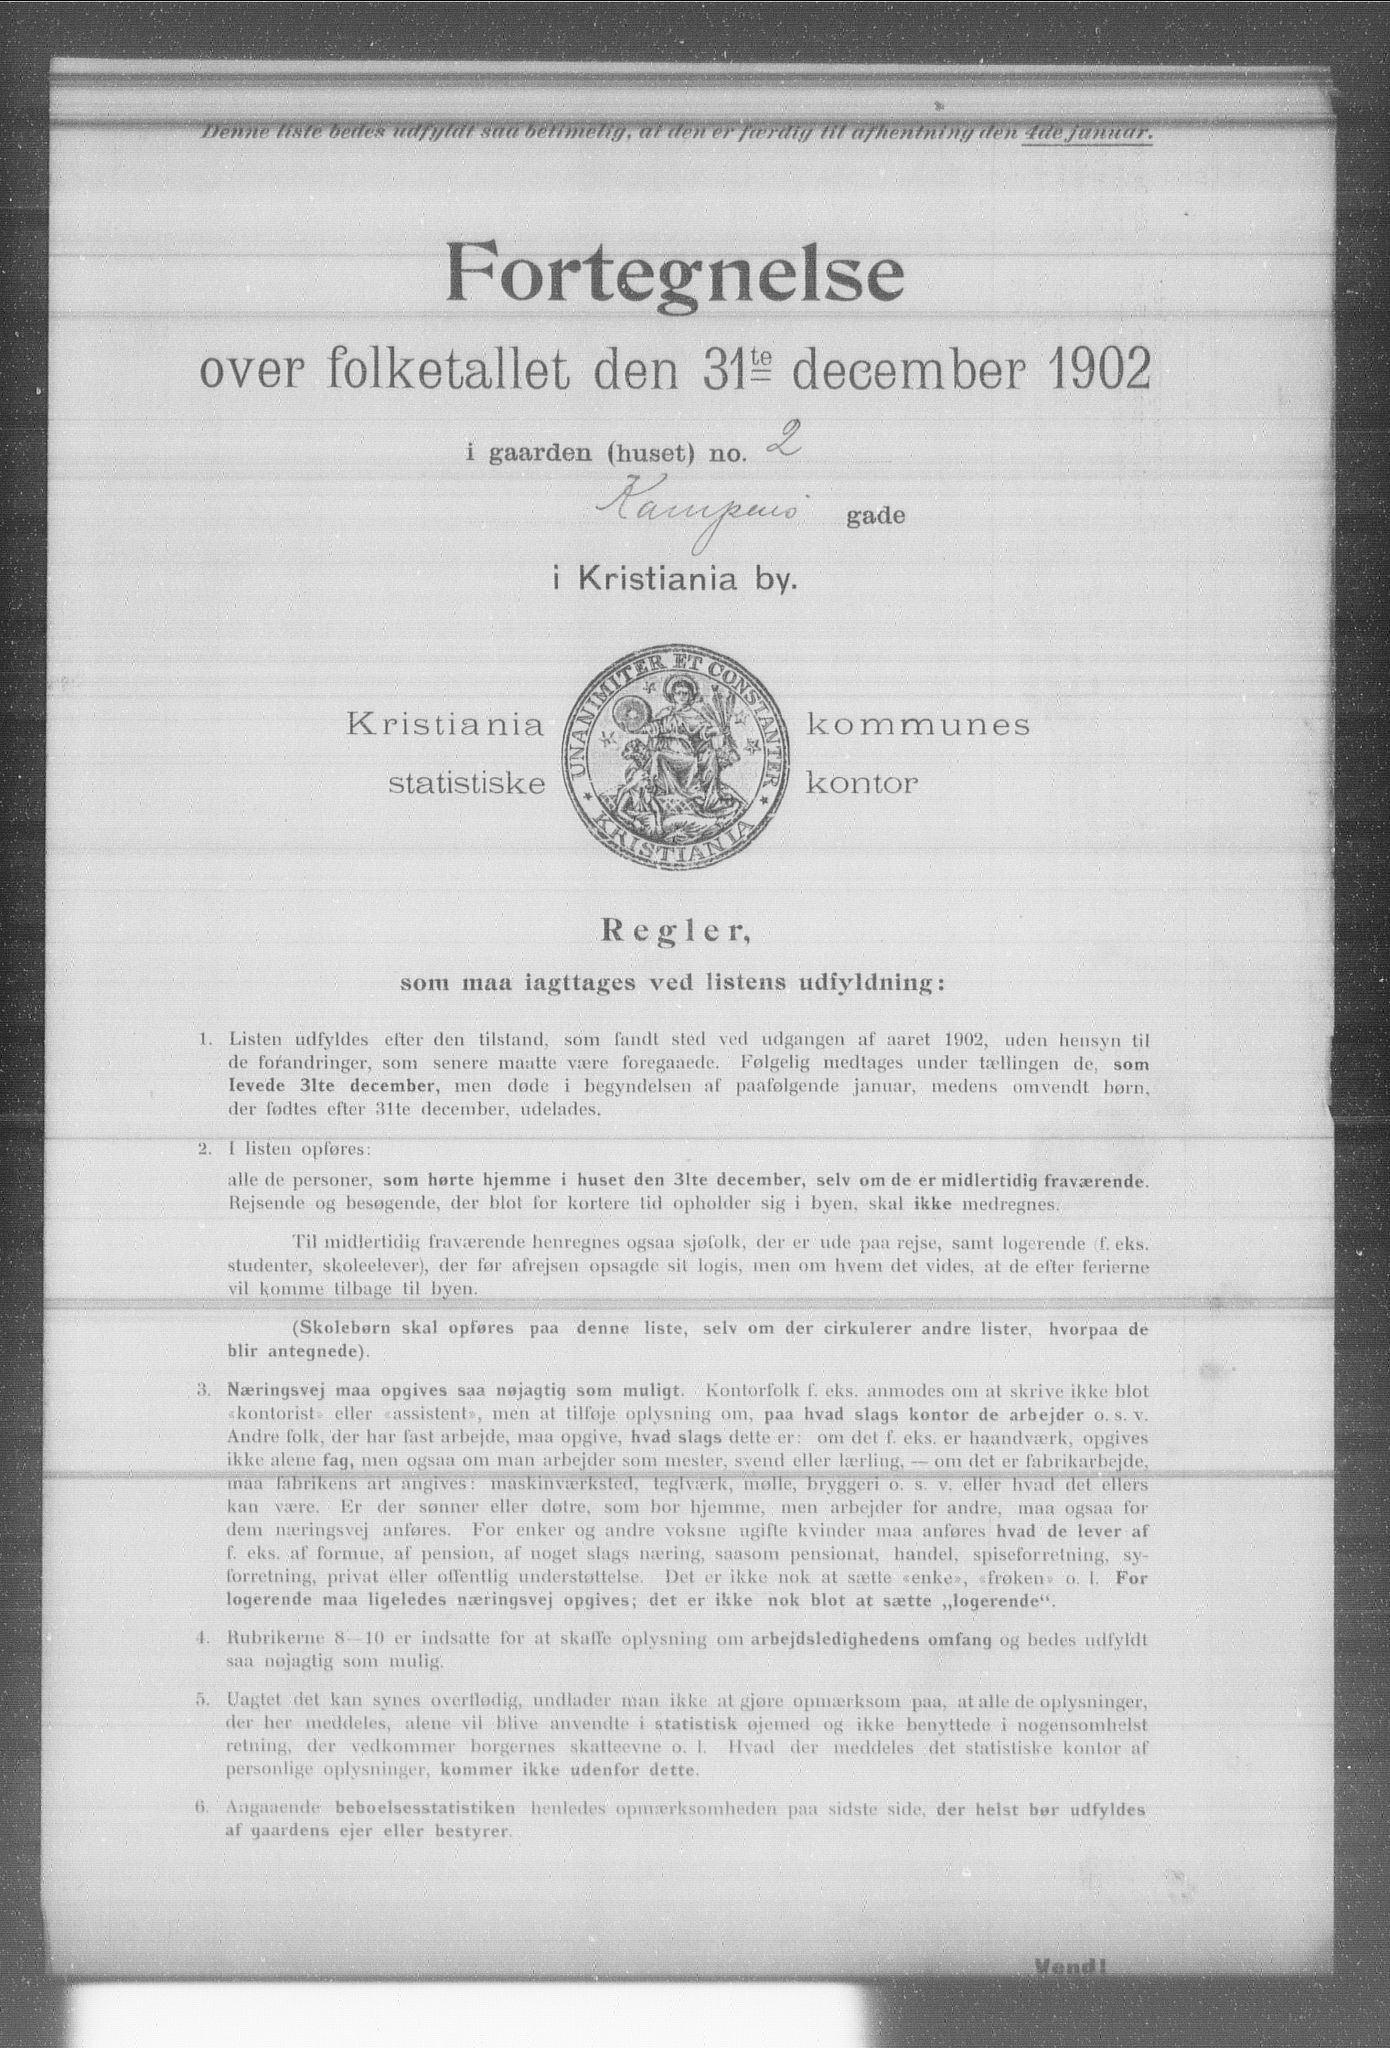 Denne liste bedes udfyldt saa betimelig, at den er færdig til afhentning den 4de januar.
Fortegnelse
over folketallet den 31te december 1902
i gaarden (huset) no. 2
Kampens gade
i Kristiania by.
UNANIMITER ET CONSTANTER
Kristiania kommunes
statistiske kontor
KRISTIANIA
Regler,
som maa iagttages ved listens udfyldning:
1. Listen udfyldes efter den tilstand, som fandt sted ved udgangen af aaret 1902, uden hensyn til
de forandringer, som senere maatte være foregaaede. Følgelig medtages under tællingen de, som
levede 31te december, men døde i begyndelsen af paafølgende januar, medens omvendt børn,
der fødtes efter 31te december, udelades.
2. I listen opføres:
alle de personer, som hørte hjemme i huset den 31te december, selv om de er midlertidig fraværende.
Rejsende og besøgende, der blot for kortere tid opholder sig i byen, skal ikke medregnes.
Til midlertidig fraværende henregnes ogsaa sjøfolk, der er ude paa rejse, samt logerende (f. eks.
studenter, skoleelever), der før afrejsen opsagde sit logis, men om hvem det vides, at de efter ferierne
vil komme tilbage til byen.
(Skolebørn skal opføres paa denne liste, selv om der cirkulerer andre lister, hvorpaa de
blir antegnede).
3. Næringsvej maa opgives saa nøjagtig som muligt. Kontorfolk f. eks. anmodes om at skrive ikke blot
«kontorist» eller «assistent», men at tilføje oplysning om, paa hvad slags kontor de arbejder o. s. v.
Andre folk, der har fast arbejde, maa opgive, hvad slags dette er: om det f. eks. er haandværk, opgives
ikke alene fag, men ogsaa om man arbejder som mester, svend eller lærling, — om det er fabrikarbejde,
maa fabrikens art angives: maskinværksted, teglværk, mølle, bryggeri o. s. v. eller hvad det ellers
kan være. Er der sønner eller døtre, som bor hjemme, men arbejder for andre, maa ogsaa for
dem næringsvej anføres. For enker og andre voksne ugifte kvinder maa anføres hvad de lever af
f. eks. af formue, af pension, af noget slags næring, saasom pensionat, handel, spiseforretning, sy-
forretning, privat eller offentlig understøttelse. Det er ikke nok at sætte «enke», «frøken» o. l. For
logerende maa ligeledes næringsvej opgives; det er ikke nok blot at sætte „logerende“.
4. Rubrikerne 8—10 er indsatte for at skaffe oplysning om arbejdsledighedens omfang og bedes udfyldt
saa nøjagtig som mulig.
5. Uagtet det kan synes overflødig, undlader man ikke at gjøre opmærksom paa, at alle de oplysninger,
der her meddeles, alene vil blive anvendte i statistisk øjemed og ikke benyttede i nogensomhelst
retning, der vedkommer borgernes skatteevne o. l. Hvad der meddeles det statistiske kontor af
personlige oplysninger, kommer ikke udenfor dette.
6. Angaaende beboelsesstatistiken henledes opmærksomheden paa sidste side, der helst bør udfyldes
af gaardens ejer eller bestyrer.
Vend!